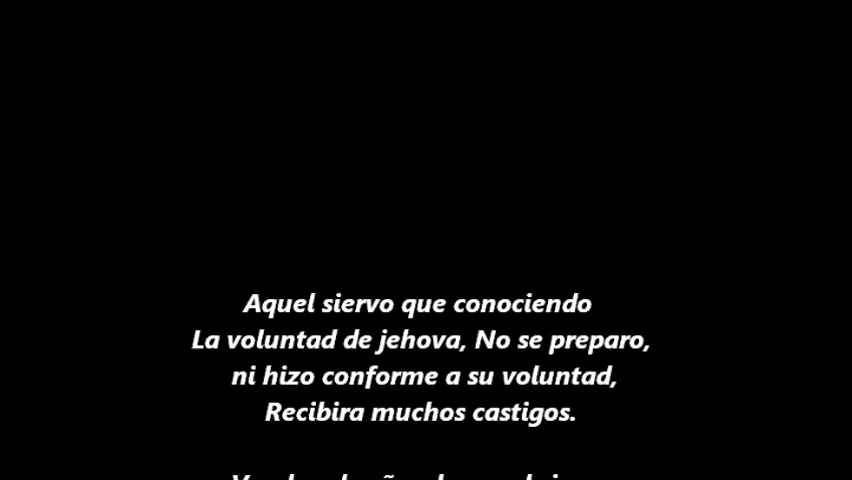 Aquel siervo que conociendo
La voluntad de jehova, No se preparo,
ni hizo conforme a su voluntad,
Recibira muchos castigos.